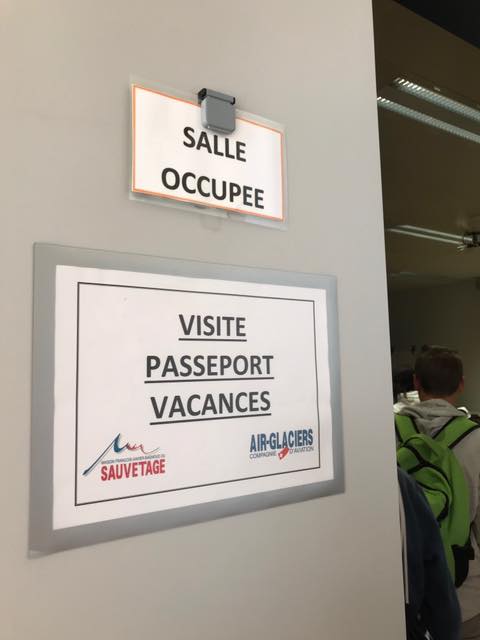 SALLE
OCCUPEE
VISITE
PASSEPORT
VACANCES
SAUVETAGE
AIR-GLACIERS
COMPAGNIE D'AVIATION